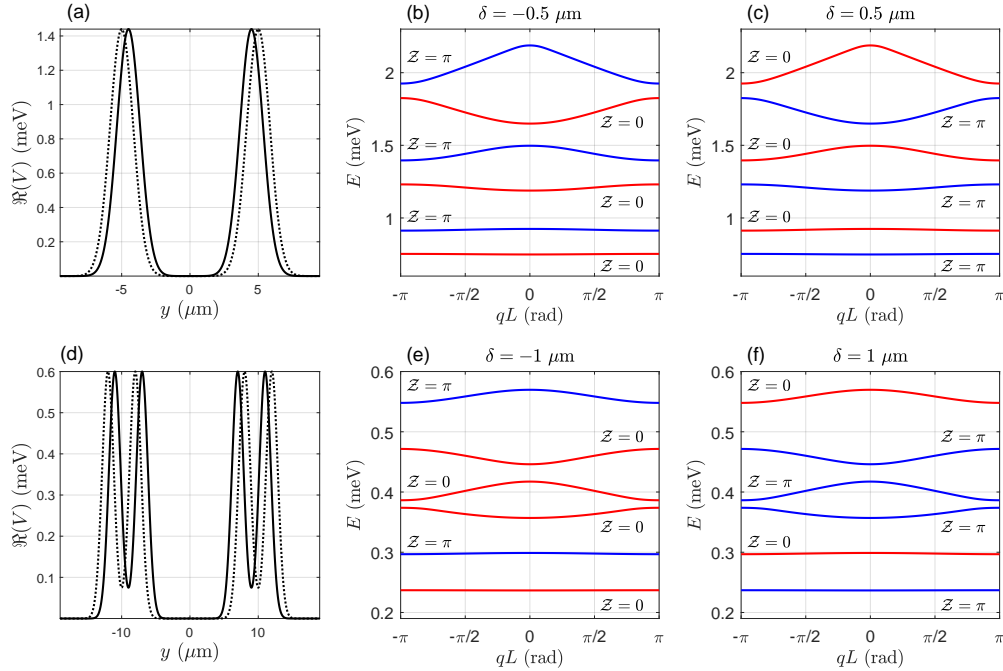 (a)
1.4
1.2
1
0.8
0.6
0.4
0.2
ℜ(V) (meV)
-5
5
y (μm)
(b)
δ = −0.5 μm
2
1.5
1
E (meV)
𝒵 = π
𝒵 = 0
𝒵 = π
𝒵 = 0
𝒵 = π
𝒵 = 0
-π -π/2 0 π/2 π
qL (rad)
(c)
δ = 0.5 μm
2
1.5
1
E (meV)
𝒵 = 0
𝒵 = π
𝒵 = 0
𝒵 = π
𝒵 = 0
𝒵 = π
-π -π/2 0 π/2 π
qL (rad)
(d)
0.6
0.5
0.4
0.3
0.2
0.1
ℜ(V) (meV)
-10
10
y (μm)
(e)
δ = −1 μm
0.6
0.5
0.4
0.3
0.2
E (meV)
𝒵 = π
𝒵 = 0
𝒵 = 0
𝒵 = 0
𝒵 = π
𝒵 = 0
-π -π/2 0 π/2 π
qL (rad)
(f)
δ = 1 μm
0.6
0.5
0.4
0.3
0.2
E (meV)
𝒵 = 0
𝒵 = π
𝒵 = π
𝒵 = π
𝒵 = 0
𝒵 = π
-π -π/2 0 π/2 π
qL (rad)